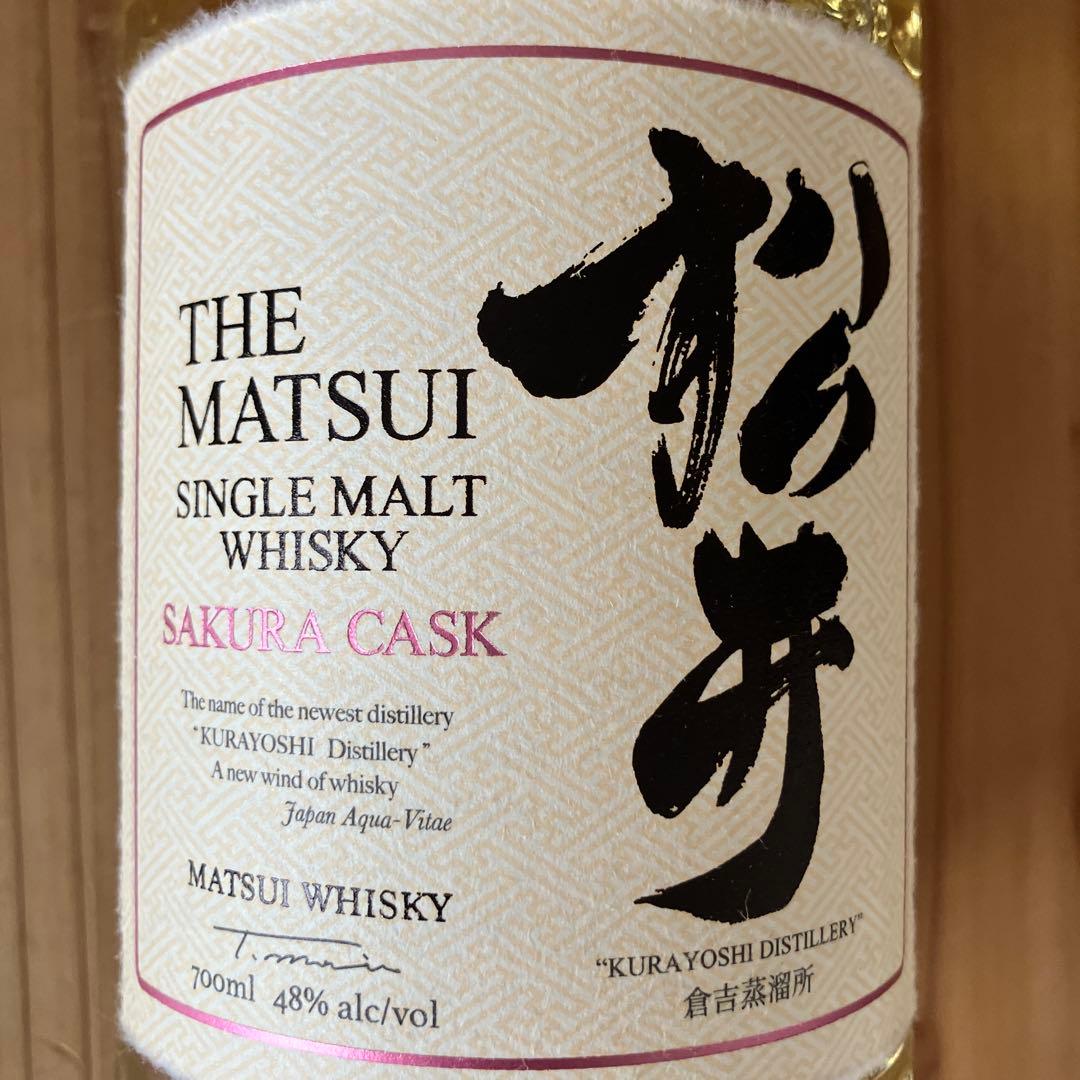 THE
MATSUI
SINGLE MALT
WHISKY
SAKURA CASK
The name of the newest distillery
"KURAYOSHI Distillery"
A new wind of whisky
Japan Aqua-Vitae
MATSUI WHISKY
700ml 48% alc/vol
松井
"KURAYOSHI DISTILLERY"
倉吉蒸溜所